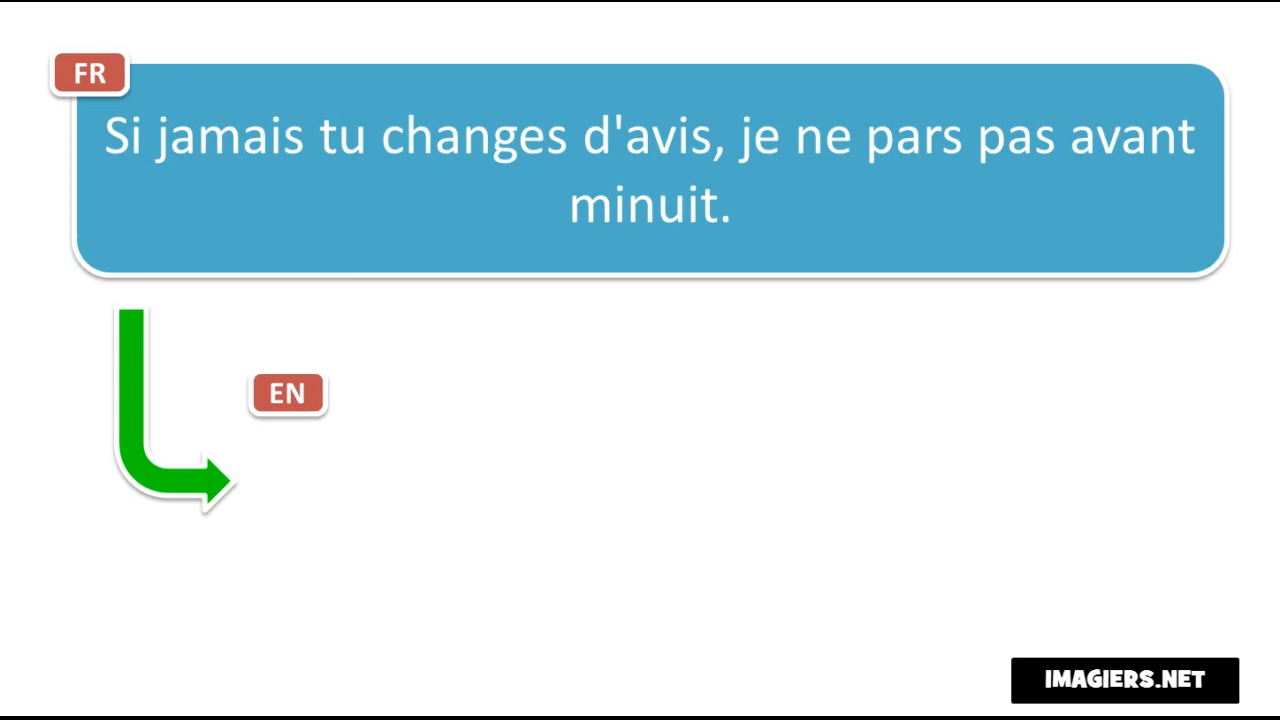 FR
Si jamais tu changes d'avis, je ne pars pas avant
minuit.
EN
IMAGIERS.NET